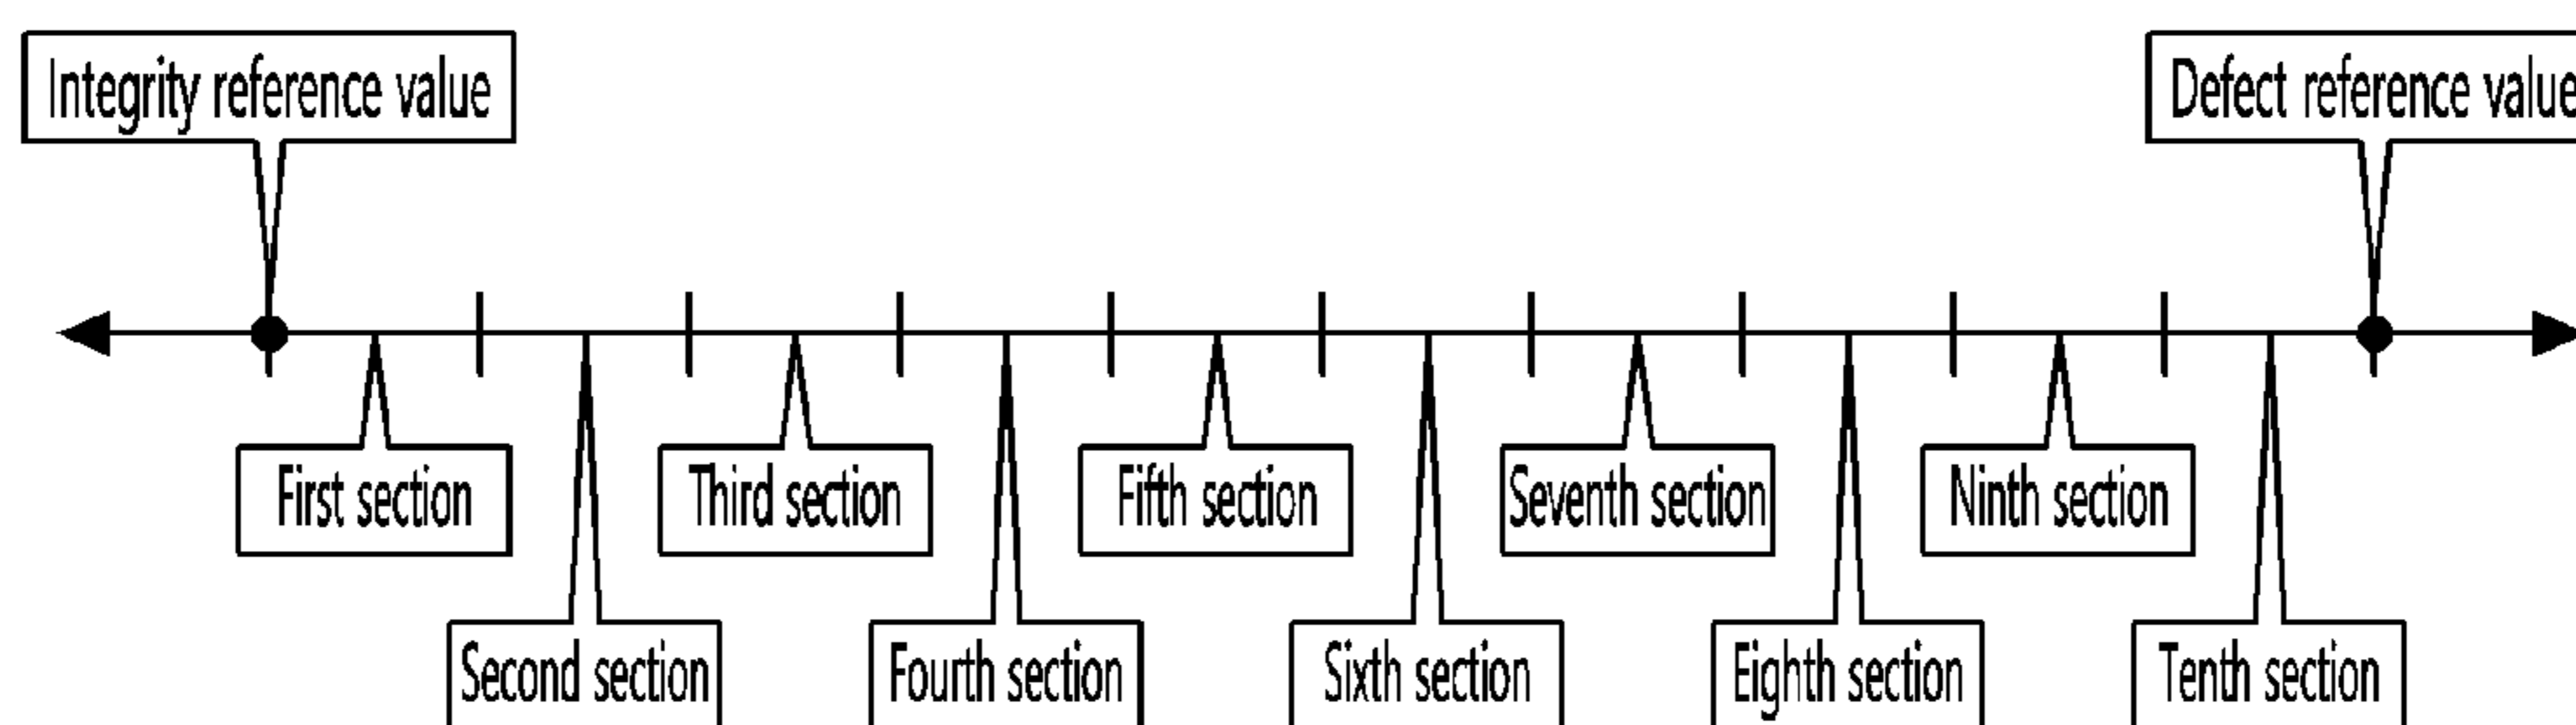 Integrity reference value
Defect reference value
First section
Third section
Fifth section
Seventh section
Ninth section
Second section
Fourth section
Sixth section
Eighth section
Tenth section